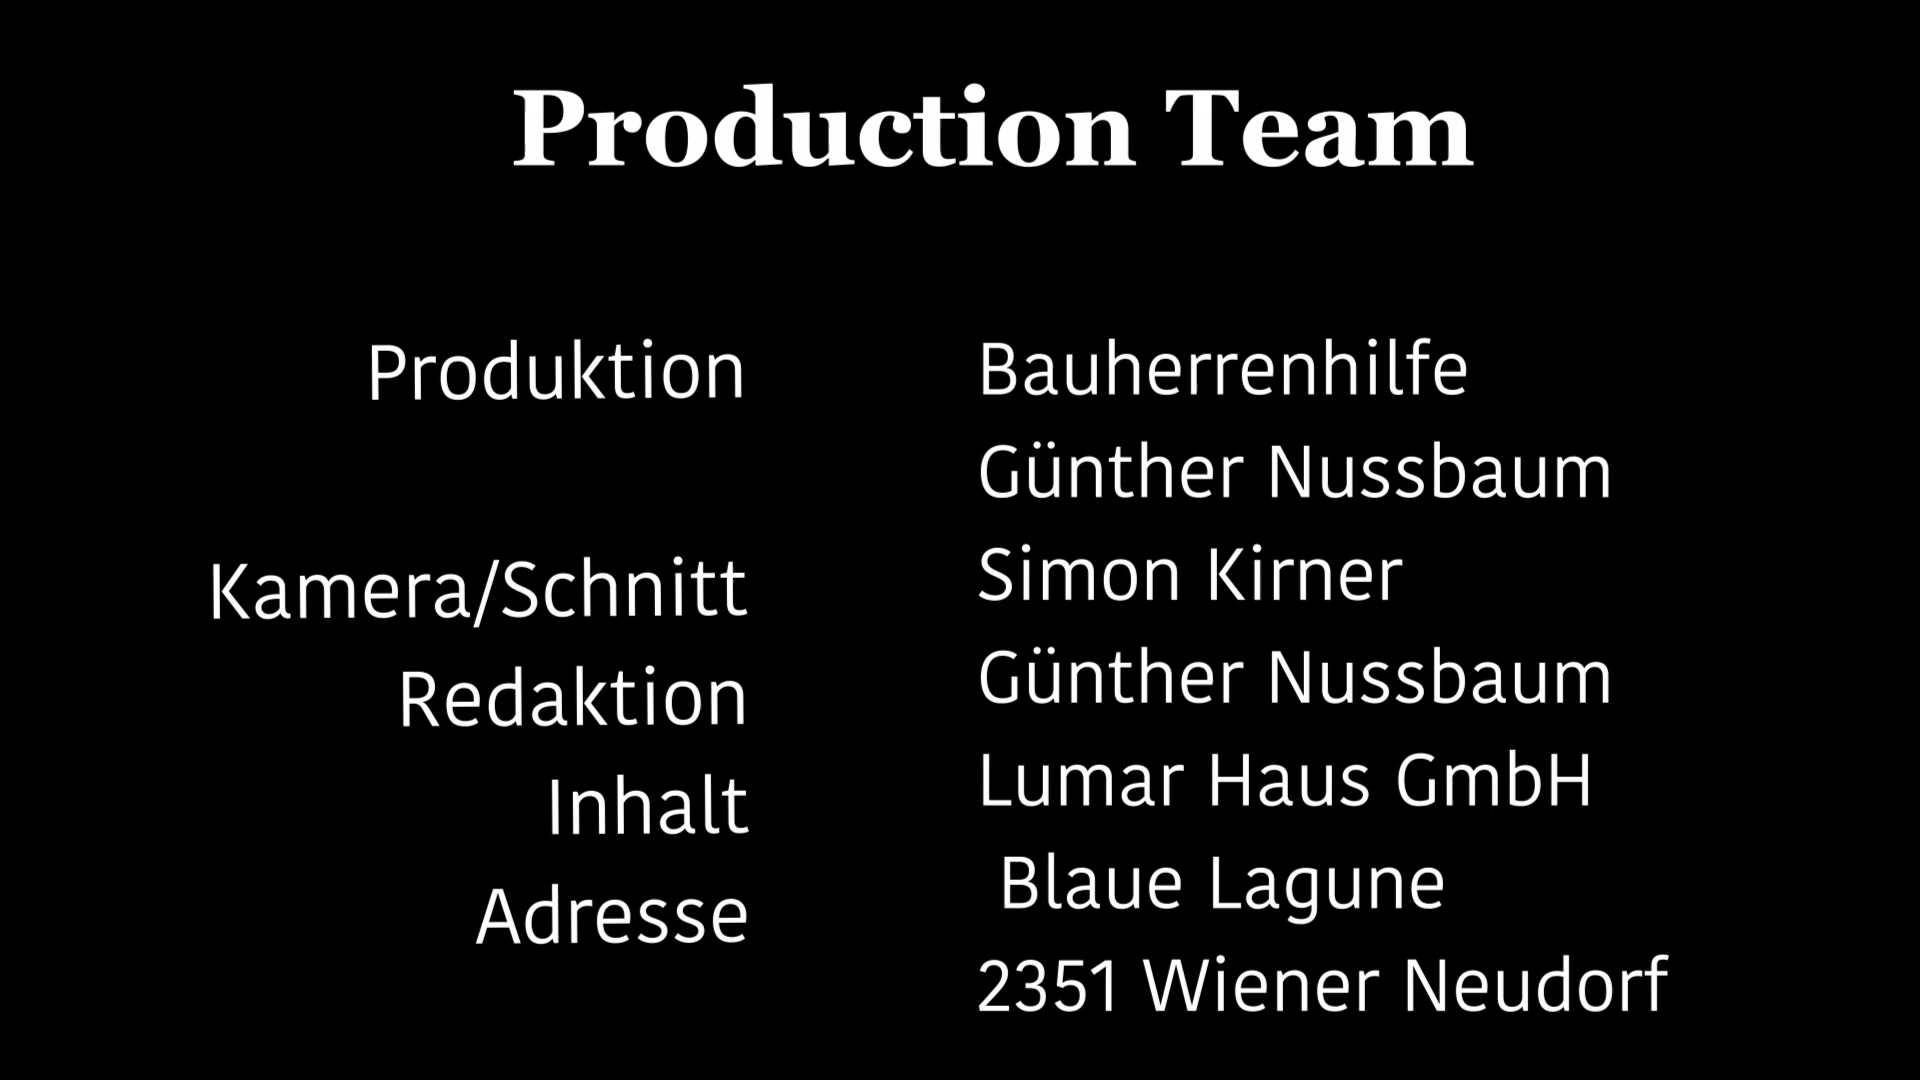 Production Team
Produktion
Bauherrenhilfe
Günther Nussbaum
Kamera/Schnitt
Simon Kirner
Redaktion
Günther Nussbaum
Inhalt
Lumar Haus GmbH
Adresse
Blaue Lagune
2351 Wiener Neudorf